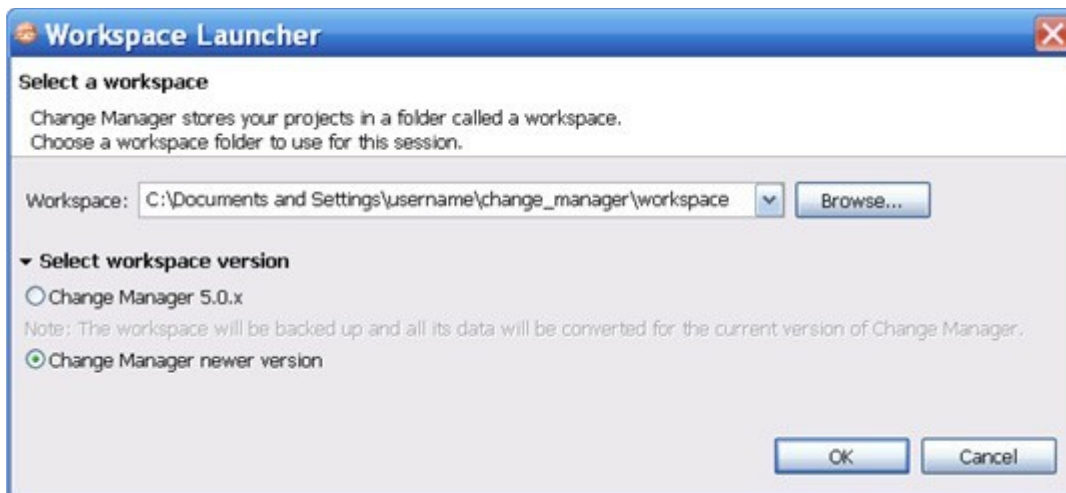 Workspace Launcher
Select a workspace
Change Manager stores your projects in a folder called a workspace.
Choose a workspace folder to use for this session.
Workspace: C:\Documents and Settings\username\change_manager\workspace Browse...
Select workspace version
Change Manager 5.0.x
Note: The workspace will be backed up and all its data will be converted for the current version of Change Manager.
Change Manager newer version
OK Cancel